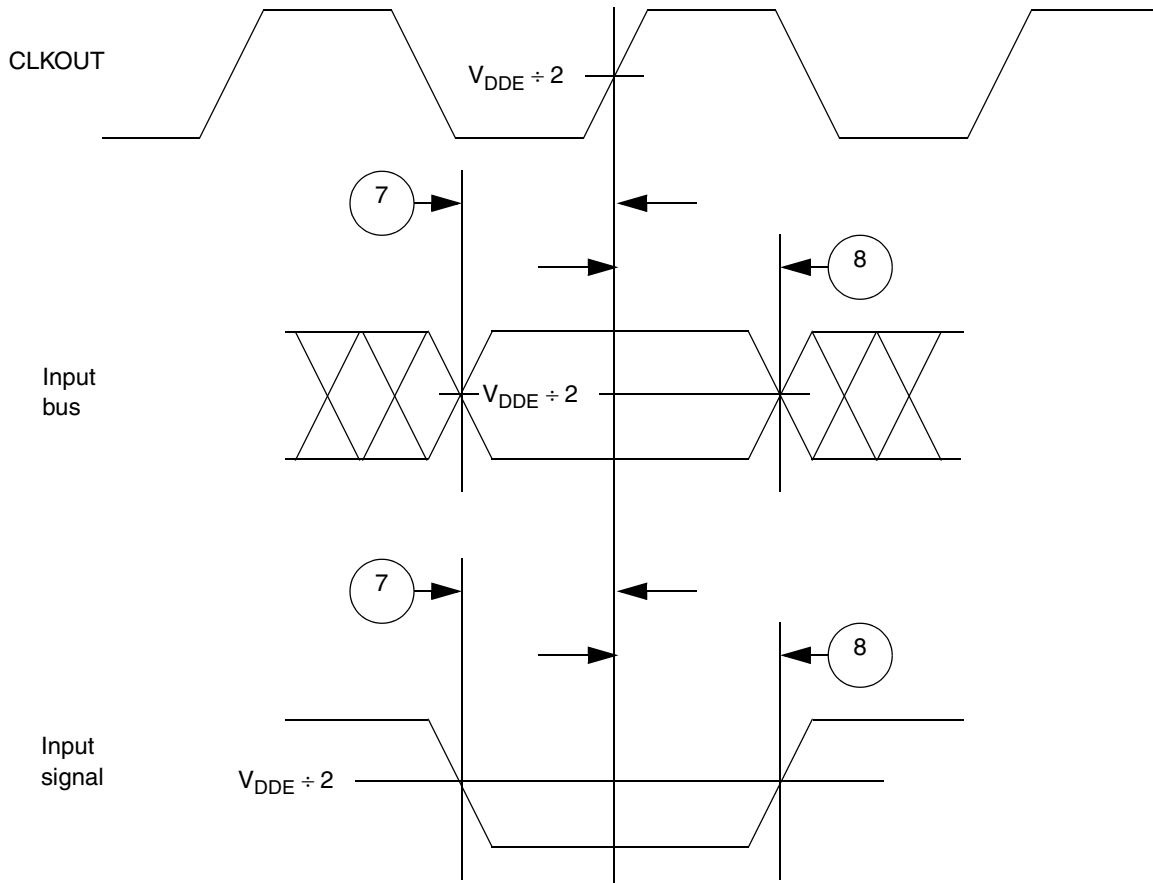 CLKOUT
V_DDE ÷ 2
7
8
Input
bus
V_DDE ÷ 2
7
8
Input
signal
V_DDE ÷ 2